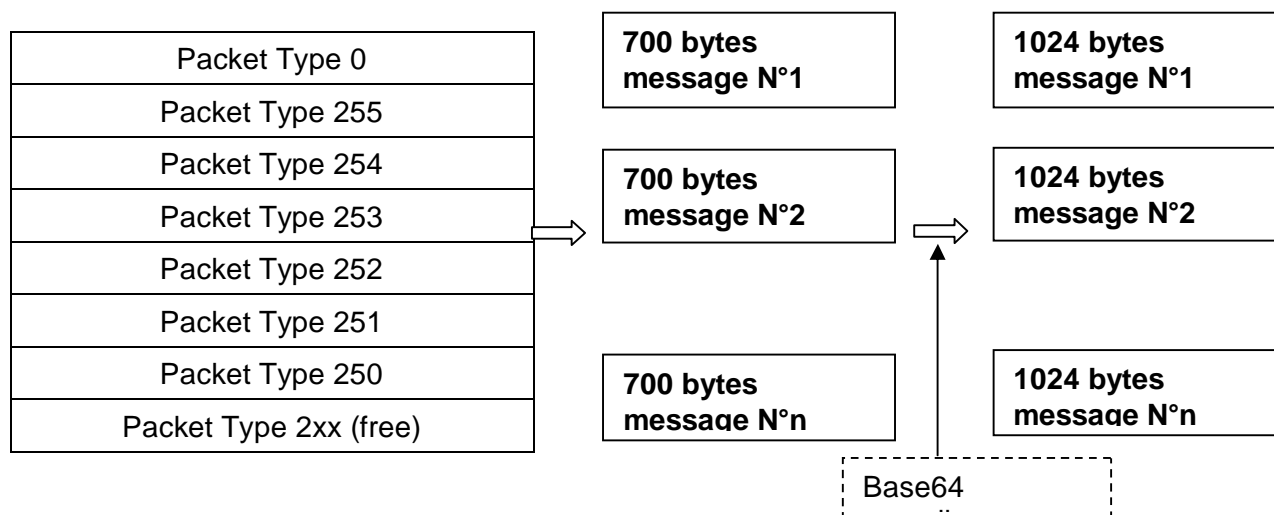 Packet Type 0
Packet Type 255
Packet Type 254
Packet Type 253
Packet Type 252
Packet Type 251
Packet Type 250
Packet Type 2xx (free)
700 bytes
message N°1
700 bytes
message N°2
700 bytes
message N°n
1024 bytes
message N°1
1024 bytes
message N°2
1024 bytes
message N°n
Base64